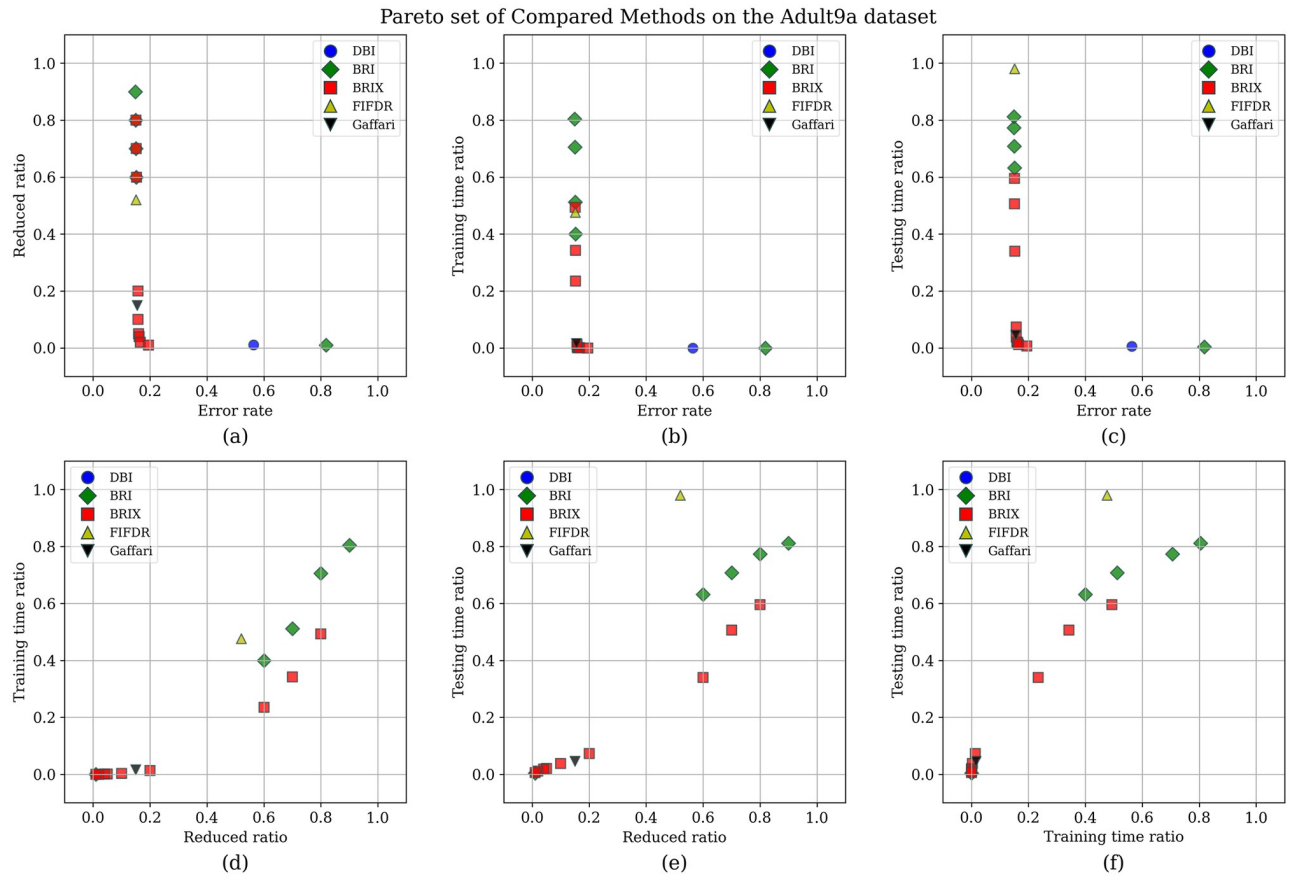 Pareto set of Compared Methods on the Adult9a dataset
1.0
0.8
0.6
0.4
0.2
0.0
Reduced ratio
DBI
BRI
BRIX
FIFDR
Gaffari
0.0 0.2 0.4 0.6 0.8 1.0
Error rate
(a)
1.0
0.8
0.6
0.4
0.2
0.0
Training time ratio
DBI
BRI
BRIX
FIFDR
Gaffari
0.0 0.2 0.4 0.6 0.8 1.0
Error rate
(b)
1.0
0.8
0.6
0.4
0.2
0.0
Testing time ratio
DBI
BRI
BRIX
FIFDR
Gaffari
0.0 0.2 0.4 0.6 0.8 1.0
Error rate
(c)
1.0
0.8
0.6
0.4
0.2
0.0
Training time ratio
DBI
BRI
BRIX
FIFDR
Gaffari
0.0 0.2 0.4 0.6 0.8 1.0
Reduced ratio
(d)
1.0
0.8
0.6
0.4
0.2
0.0
Testing time ratio
DBI
BRI
BRIX
FIFDR
Gaffari
0.0 0.2 0.4 0.6 0.8 1.0
Reduced ratio
(e)
1.0
0.8
0.6
0.4
0.2
0.0
Testing time ratio
DBI
BRI
BRIX
FIFDR
Gaffari
0.0 0.2 0.4 0.6 0.8 1.0
Training time ratio
(f)